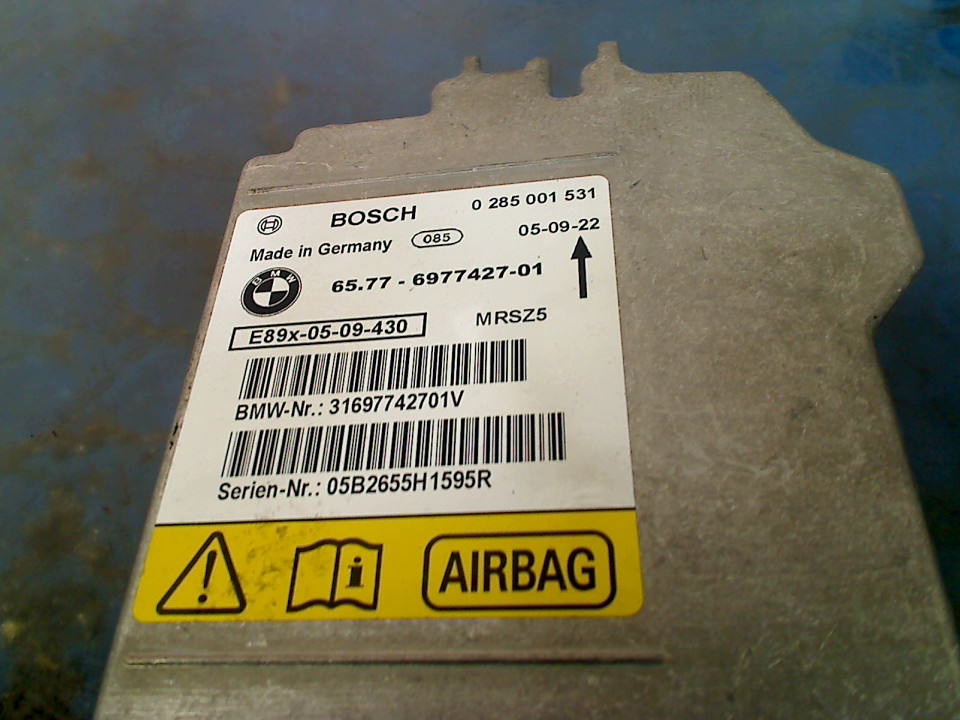 BOSCH 0 285 001 531
Made in Germany 085 05-09-22
BMW 65.77 - 6977427-01
E89x-05-09-430 MRSZ5
BMW-Nr.: 31697742701V
Serien-Nr.: 05B2655H1595R
! i AIRBAG